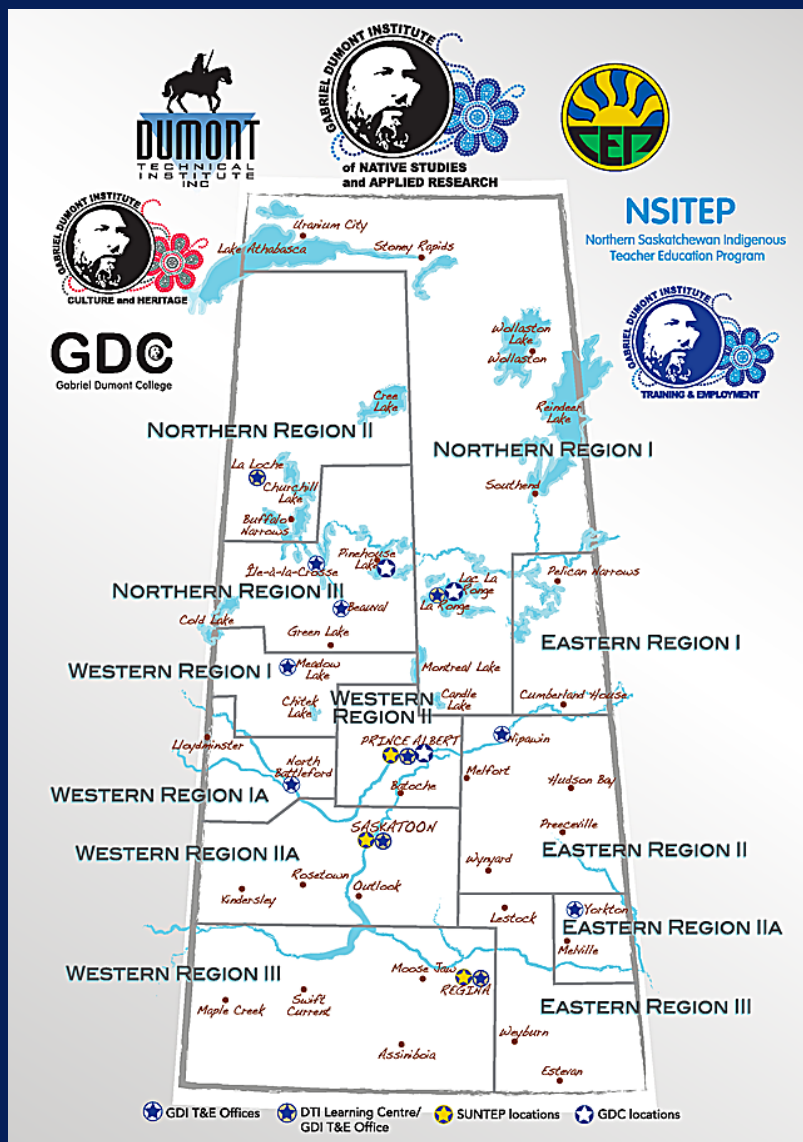 GABRIEL DUMONT INSTITUTE
of NATIVE STUDIES
and APPLIED RESEARCH
DUMONT
TECHNICAL
INSTITUTE
INC
TEP
GABRIEL DUMONT INSTITUTE
CULTURE and HERITAGE
NSITEP
Northern Saskatchewan Indigenous
Teacher Education Program
GDC
Gabriel Dumont College
GABRIEL DUMONT INSTITUTE
TRAINING & EMPLOYMENT
Uranium City
Lake Athabasca
Stoney Rapids
Wollaston
Lake
Wollaston
Cree
Lake
Reindeer
Lake
NORTHERN REGION II
NORTHERN REGION I
La Loche
Churchill
Lake
Southend
Buffalo
Narrows
Pinehouse
Lake
Île-à-la-Crosse
Pelican Narrows
Lac La
Ronge
La Ronge
NORTHERN REGION III
Beauval
Cold Lake
Green Lake
EASTERN REGION I
WESTERN REGION I
Meadow
Lake
Montreal Lake
Chitek
Lake
WESTERN
REGION II
Candle
Lake
Cumberland House
Lloydminster
PRINCE ALBERT
Nipawin
North
Battleford
Melfort
Hudson Bay
WESTERN REGION IA
Batoche
SASKATOON
Preeceville
WESTERN REGION IIA
EASTERN REGION II
Wynyard
Rosetown
Outlook
Kindersley
Lestock
Yorkton
EASTERN REGION IIA
Melville
WESTERN REGION III
Moose Jaw
REGINA
Maple Creek
Swift
Current
EASTERN REGION III
Weyburn
Assiniboia
Estevan
GDI T&E Offices
DTI Learning Centre/
GDI T&E Office
SUNTEP locations
GDC locations